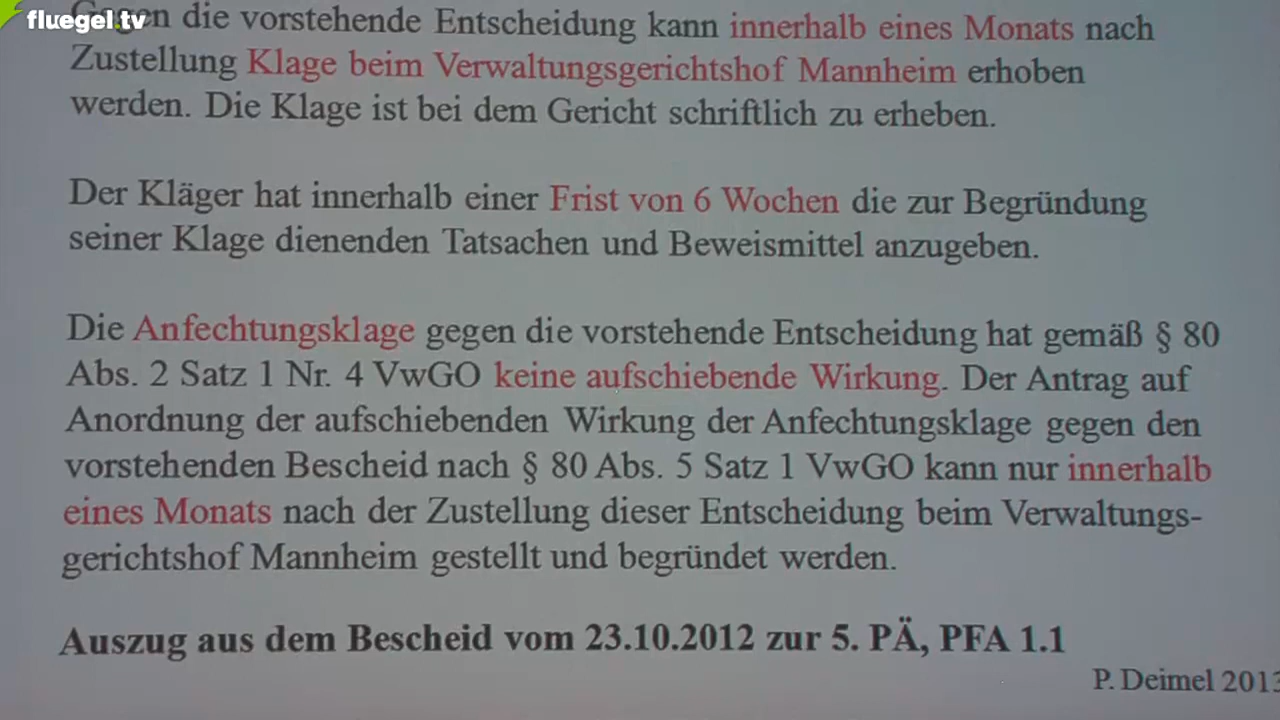 fluegel.tv
Gegen die vorstehende Entscheidung kann innerhalb eines Monats nach
Zustellung Klage beim Verwaltungsgerichtshof Mannheim erhoben
werden. Die Klage ist bei dem Gericht schriftlich zu erheben.
Der Kläger hat innerhalb einer Frist von 6 Wochen die zur Begründung
seiner Klage dienenden Tatsachen und Beweismittel anzugeben.
Die Anfechtungsklage gegen die vorstehende Entscheidung hat gemäß § 80
Abs. 2 Satz 1 Nr. 4 VwGO keine aufschiebende Wirkung. Der Antrag auf
Anordnung der aufschiebenden Wirkung der Anfechtungsklage gegen den
vorstehenden Bescheid nach § 80 Abs. 5 Satz 1 VwGO kann nur innerhalb
eines Monats nach der Zustellung dieser Entscheidung beim Verwaltungs-
gerichtshof Mannheim gestellt und begründet werden.
Auszug aus dem Bescheid vom 23.10.2012 zur 5. PÄ, PFA 1.1
P. Deimel 2013